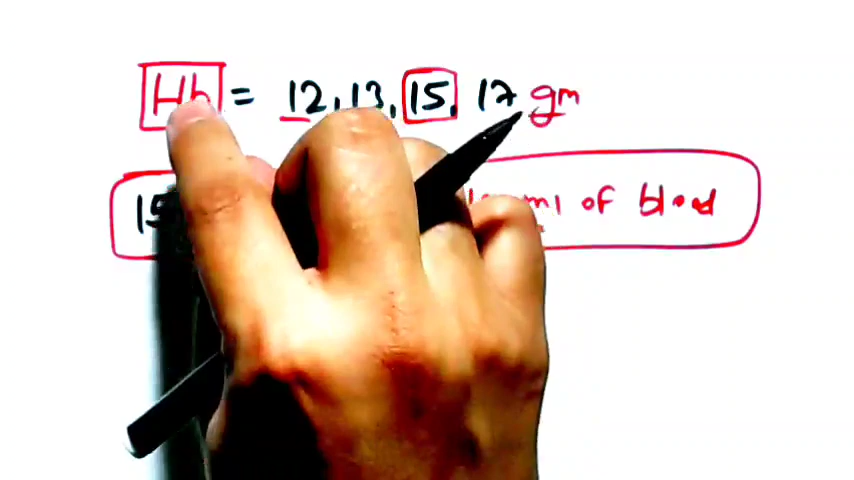 Hb = 12, 13, 15, 17 gm
15 ml of blood